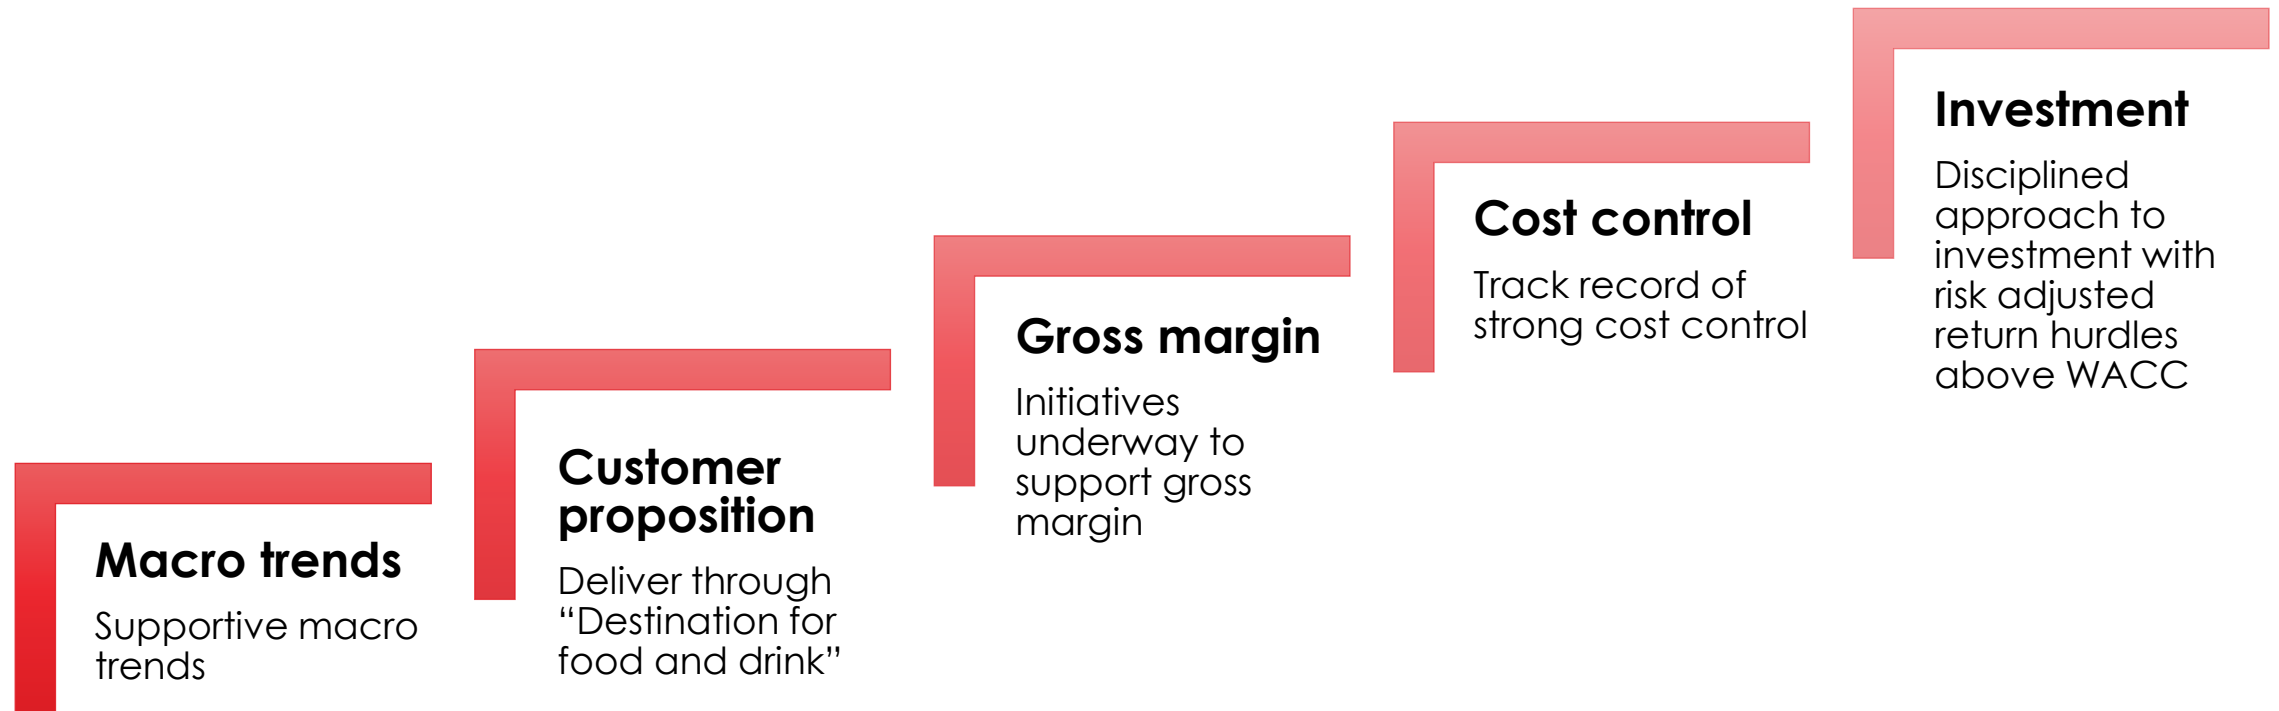 Macro trends
Supportive macro
trends
Customer
proposition
Deliver through
“Destination for
food and drink”
Gross margin
Initiatives
underway to
support gross
margin
Cost control
Track record of
strong cost control
Investment
Disciplined
approach to
investment with
risk adjusted
return hurdles
above WACC